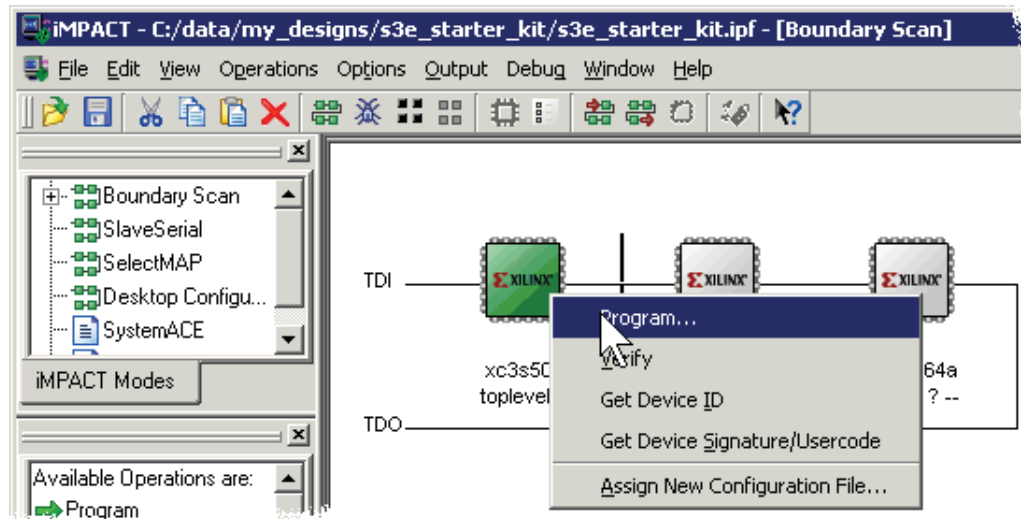 iMPACT - C:/data/my_designs/s3e_starter_kit/s3e_starter_kit.ipf - [Boundary Scan]
File Edit View Operations Options Output Debug Window Help
Boundary Scan
SlaveSerial
SelectMAP
Desktop Configu...
SystemACE
iMPACT Modes
Available Operations are:
Program
TDI
XILINX
XILINX
XILINX
xc3s50
toplevel
64a
? --
TDO
Program...
Verify
Get Device ID
Get Device Signature/Usercode
Assign New Configuration File...